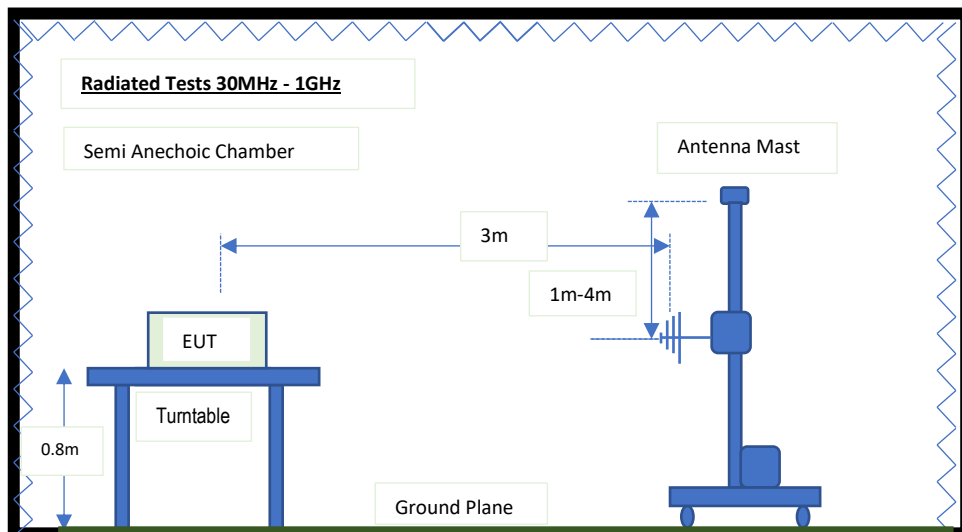 Radiated Tests 30MHz - 1GHz
Semi Anechoic Chamber
Antenna Mast
3m
1m-4m
EUT
Turntable
0.8m
Ground Plane